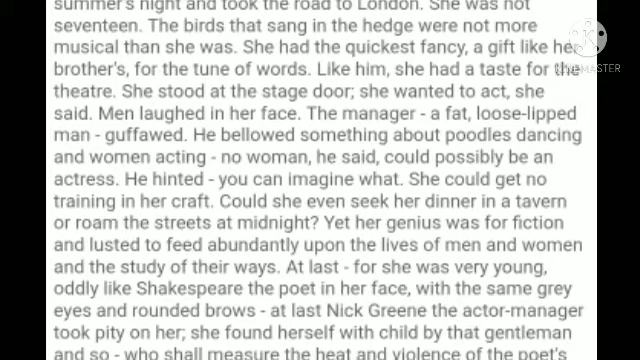 summer's night and took the road to London. She was not
seventeen. The birds that sang in the hedge were not more
musical than she was. She had the quickest fancy, a gift like her
brother's, for the tune of words. Like him, she had a taste for the
theatre. She stood at the stage door; she wanted to act, she
said. Men laughed in her face. The manager - a fat, loose-lipped
man - guffawed. He bellowed something about poodles dancing
and women acting - no woman, he said, could possibly be an
actress. He hinted - you can imagine what. She could get no
training in her craft. Could she even seek her dinner in a tavern
or roam the streets at midnight? Yet her genius was for fiction
and lusted to feed abundantly upon the lives of men and women
and the study of their ways. At last - for she was very young,
oddly like Shakespeare the poet in her face, with the same grey
eyes and rounded brows - at last Nick Greene the actor-manager
took pity on her; she found herself with child by that gentleman
and so - who shall measure the heat and violence of the poet's